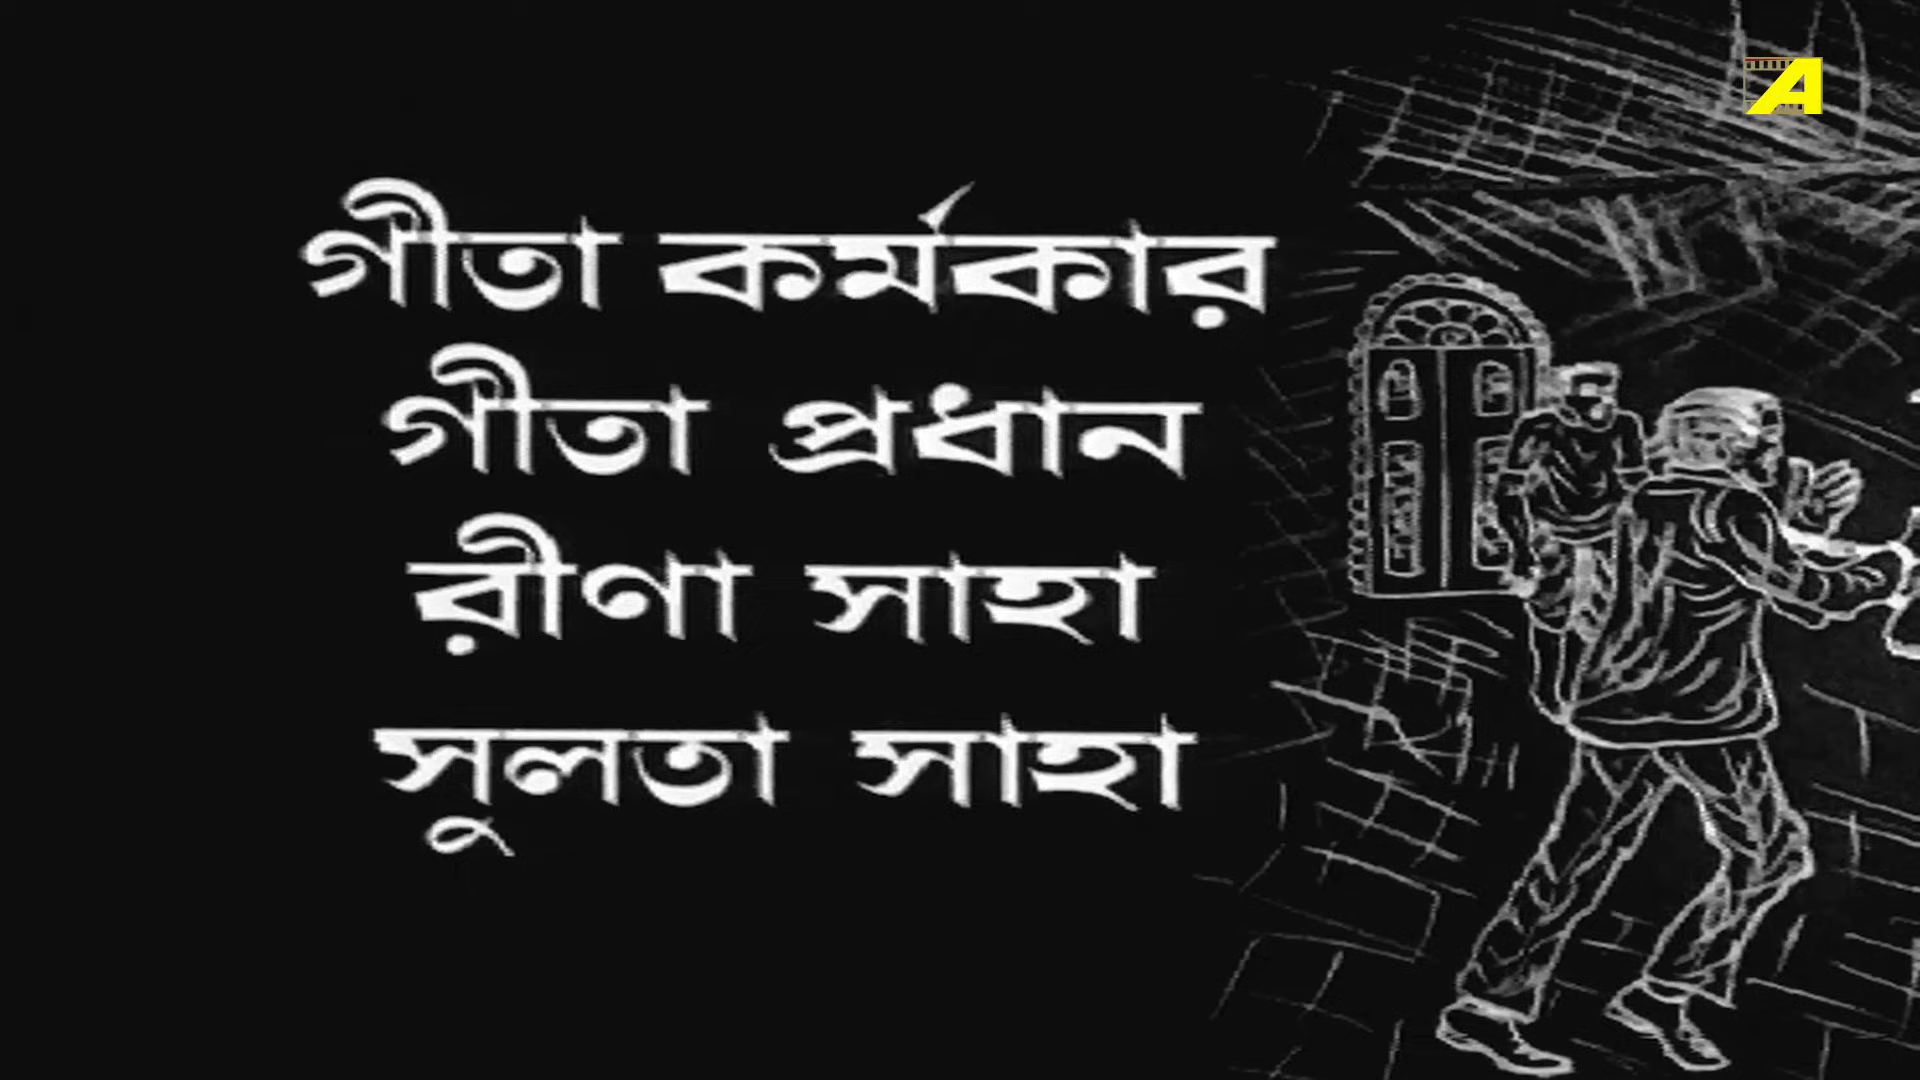 A
গীতা কর্মকার
গীতা প্রধান
রীণা সাহা
সুলতা সাহা